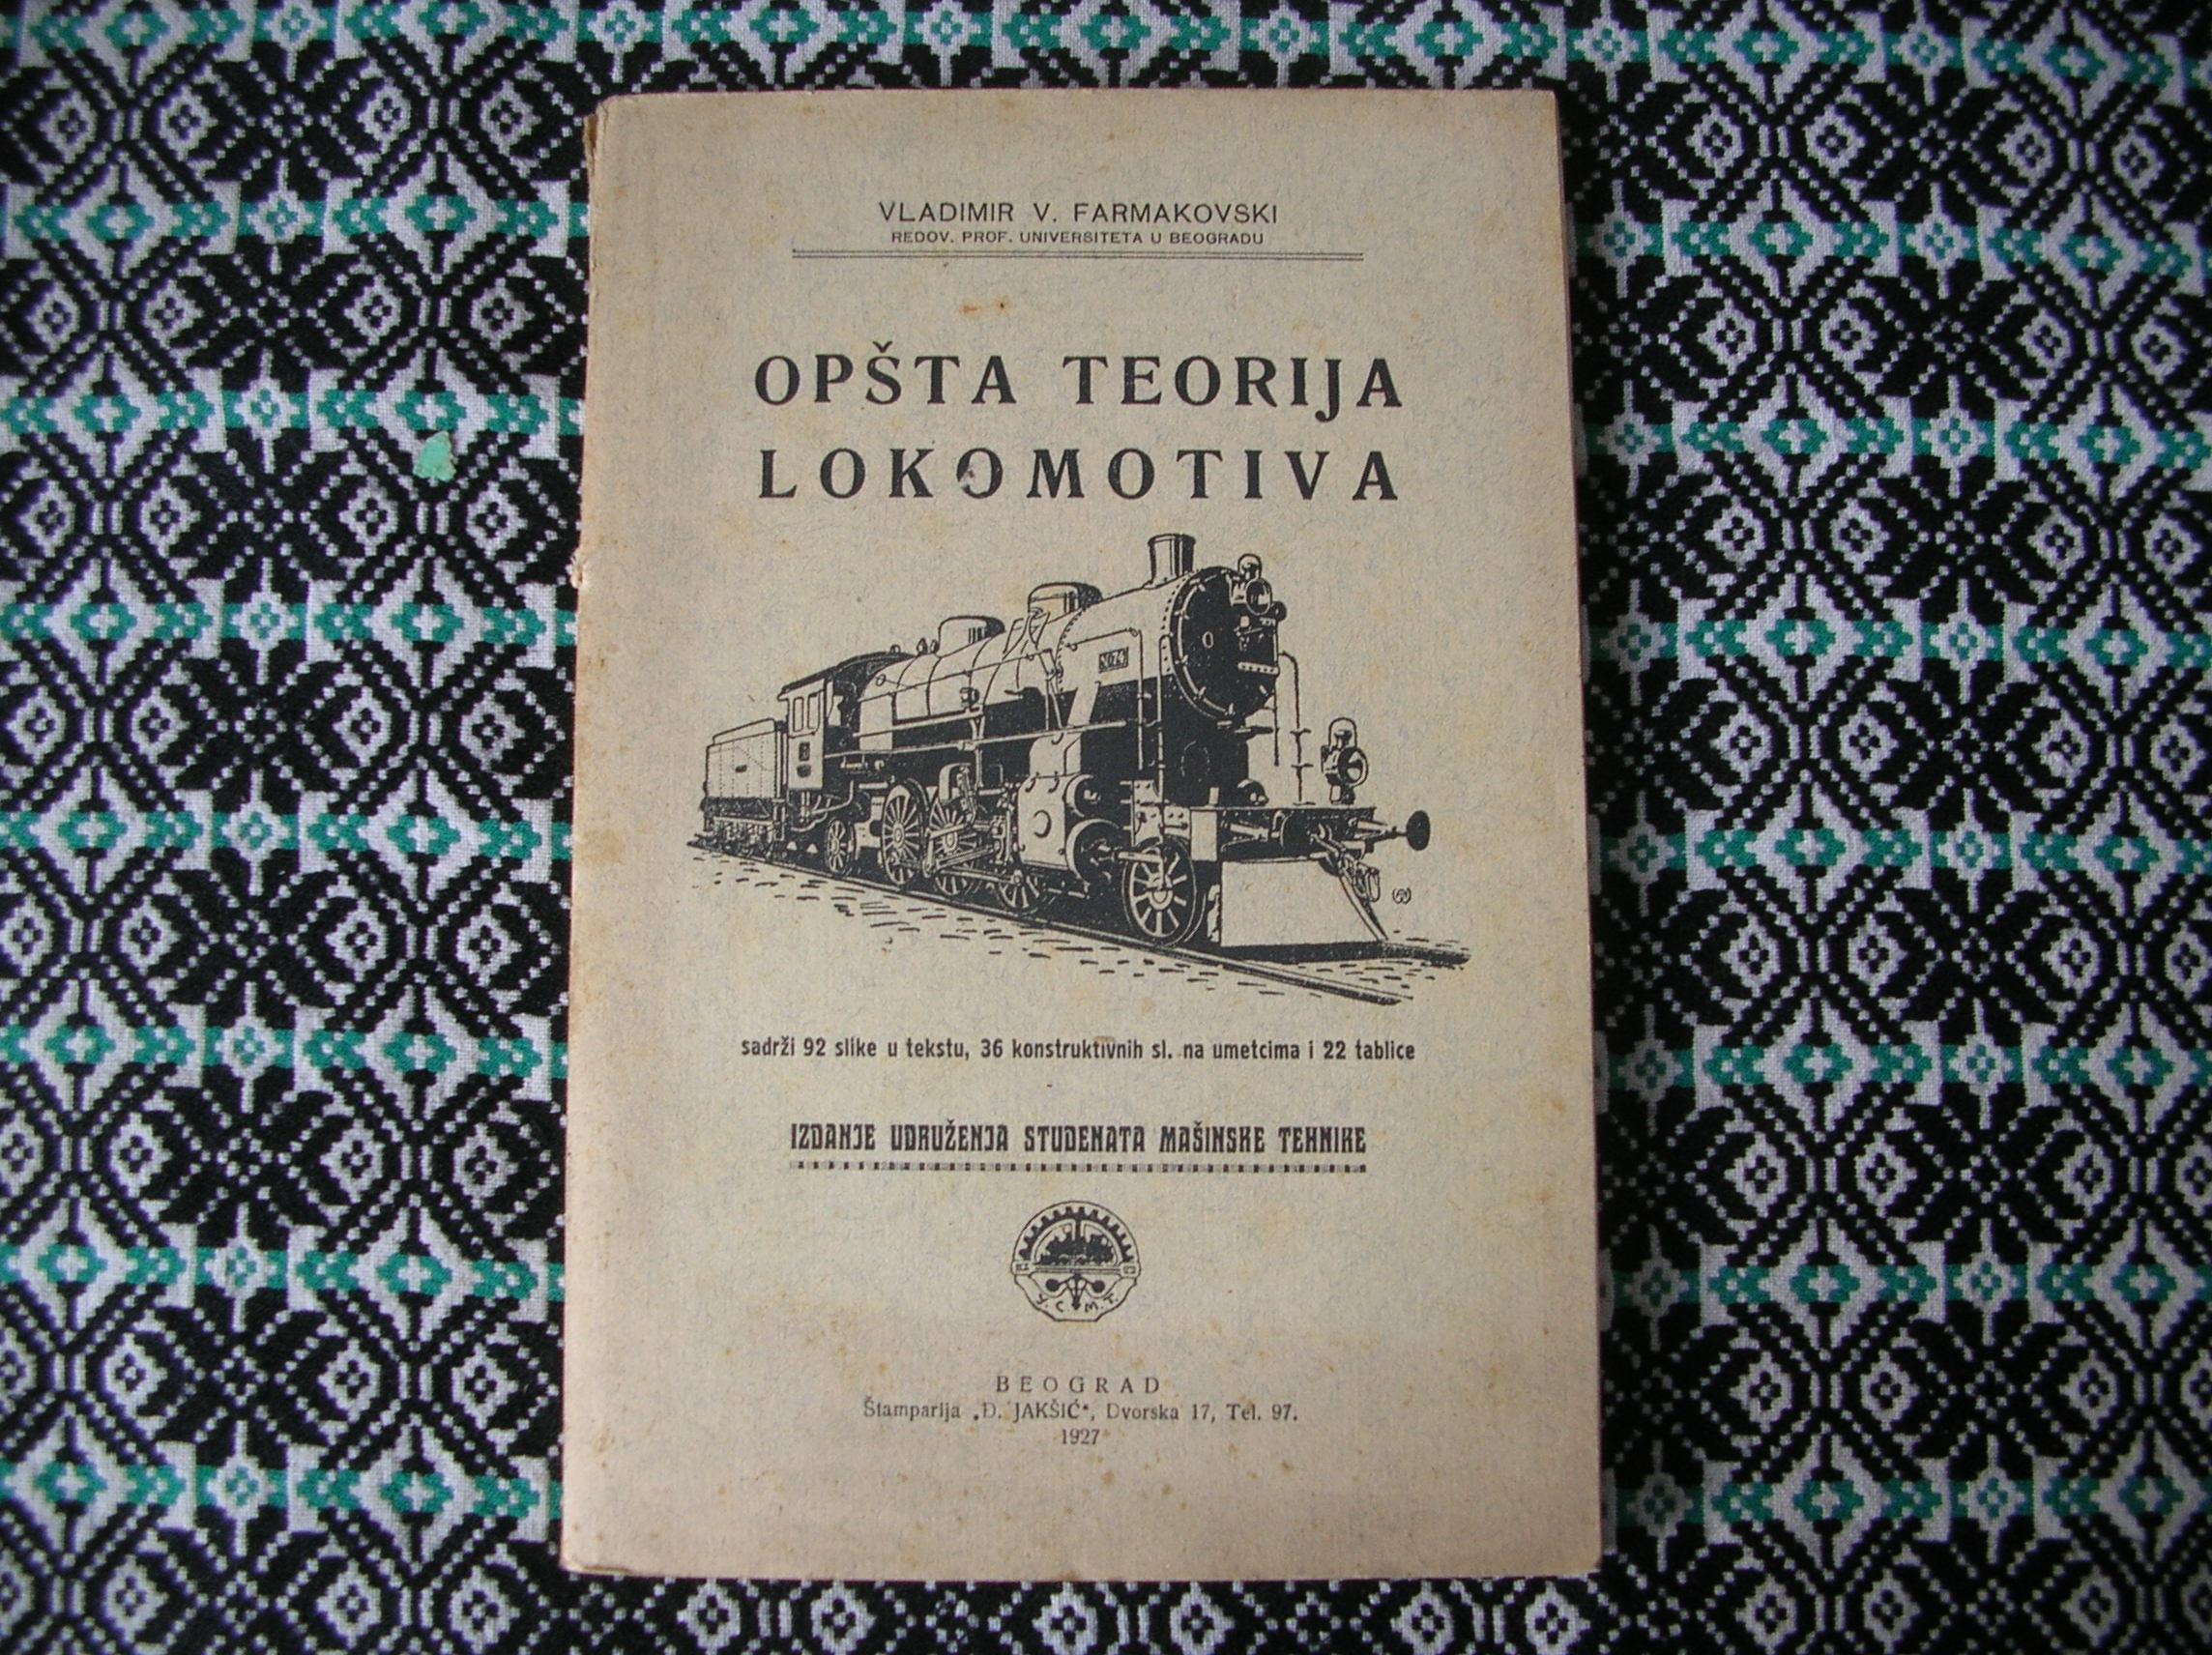 VLADIMIR V. FARMAKOVSKI
REDOV. PROF. UNIVERSITETA U BEOGRADU
OPŠTA TEORIJA
LOKOMOTIVA
sadrži 92 slike u tekstu, 36 konstruktivnih sl. na umetcima i 22 tablice
IZDANJE UDRUŽENJA STUDENATA MAŠINSKE TEHNIKE
У. С. М. Т.
BEOGRAD
Štamparija „Đ. JAKŠIĆ“, Dvorska 17, Tel. 97.
1927